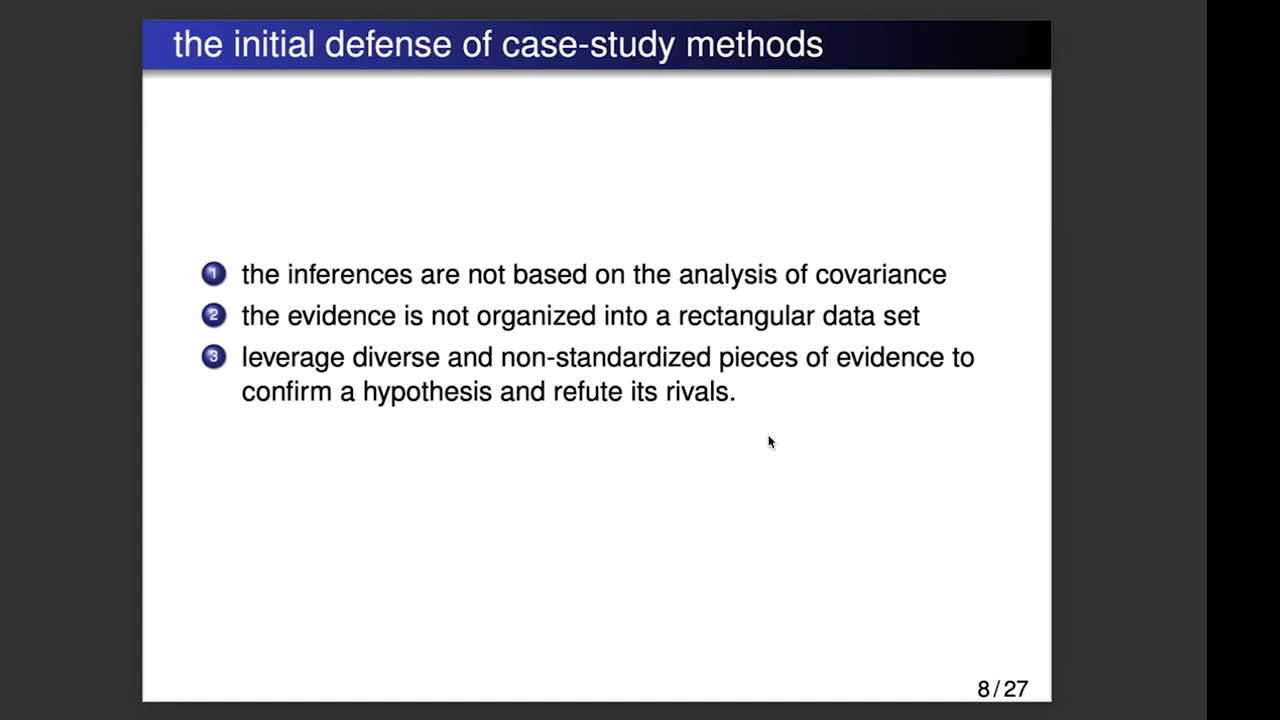 the initial defense of case-study methods
1 the inferences are not based on the analysis of covariance
2 the evidence is not organized into a rectangular data set
3 leverage diverse and non-standardized pieces of evidence to
confirm a hypothesis and refute its rivals.
8 / 27